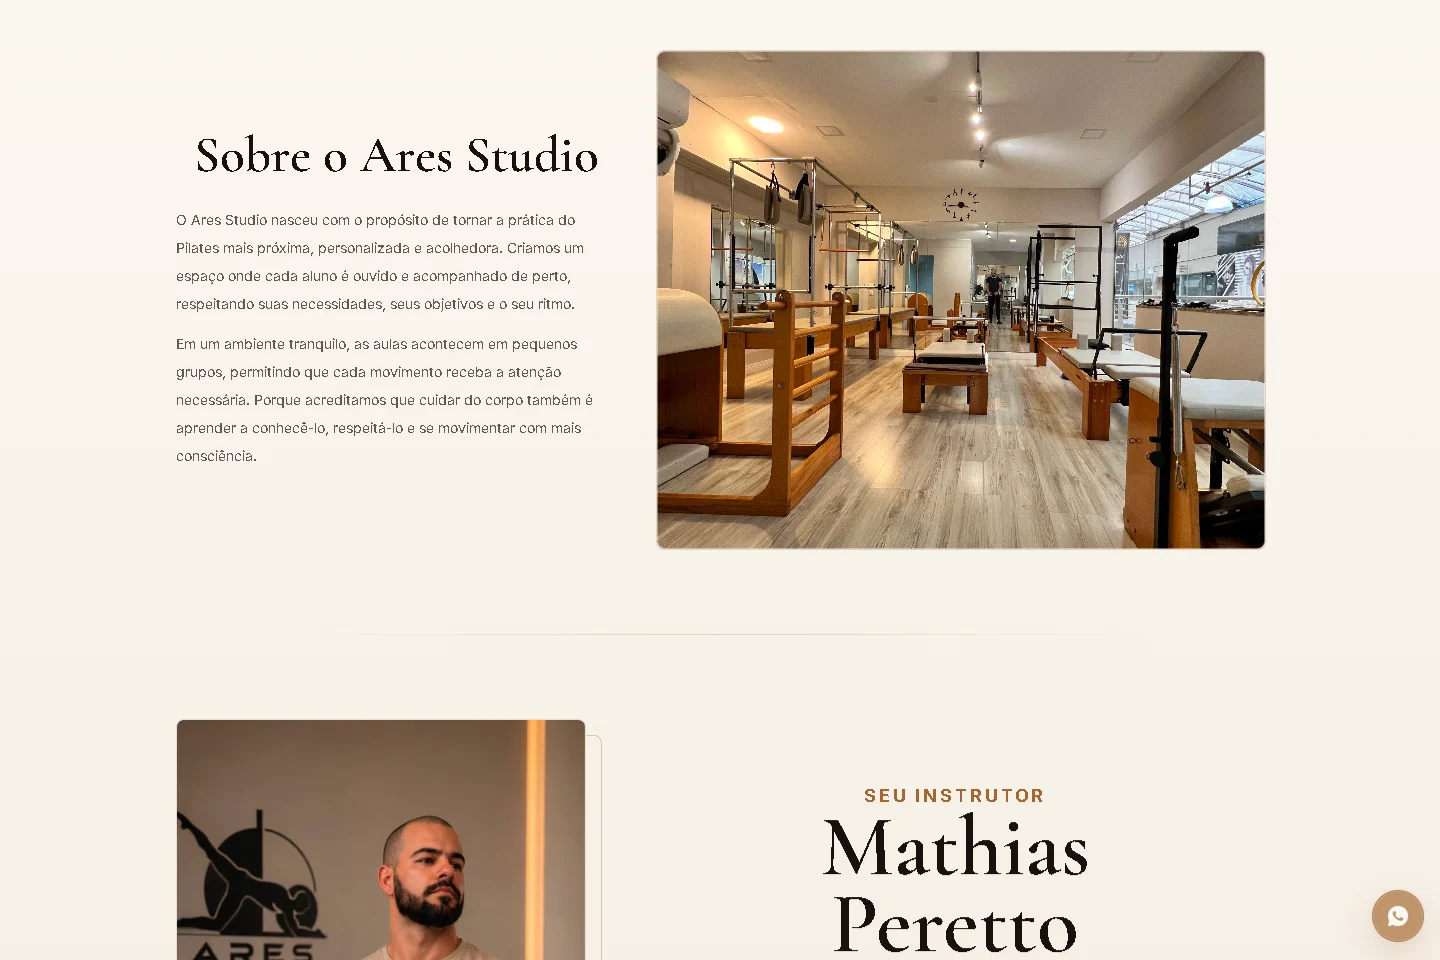 Sobre o Ares Studio
O Ares Studio nasceu com o propósito de tornar a prática do
Pilates mais próxima, personalizada e acolhedora. Criamos um
espaço onde cada aluno é ouvido e acompanhado de perto,
respeitando suas necessidades, seus objetivos e o seu ritmo.
Em um ambiente tranquilo, as aulas acontecem em pequenos
grupos, permitindo que cada movimento receba a atenção
necessária. Porque acreditamos que cuidar do corpo também é
aprender a conhecê-lo, respeitá-lo e se movimentar com mais
consciência.
SEU INSTRUTOR
Mathias
Peretto
ARES